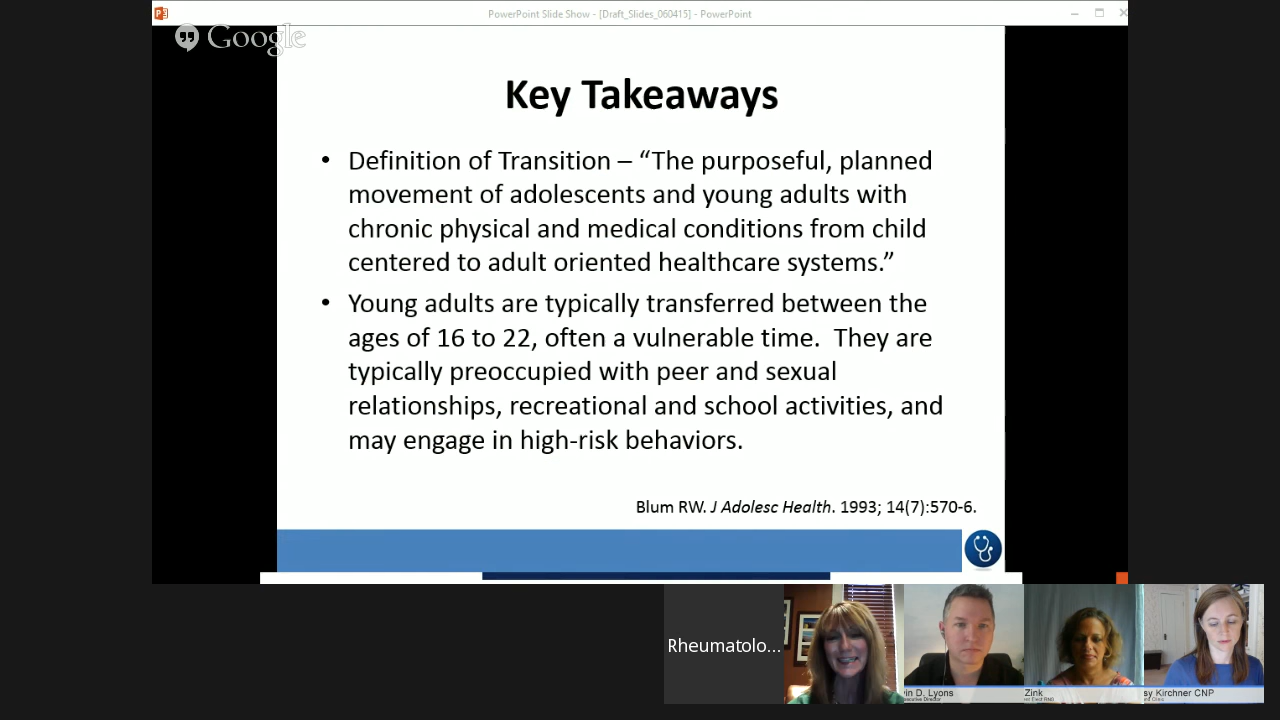 PowerPoint Slide Show - [Draft_Slides_060415] - PowerPoint
Google
Key Takeaways
• Definition of Transition – “The purposeful, planned
movement of adolescents and young adults with
chronic physical and medical conditions from child
centered to adult oriented healthcare systems.”
• Young adults are typically transferred between the
ages of 16 to 22, often a vulnerable time.  They are
typically preoccupied with peer and sexual
relationships, recreational and school activities, and
may engage in high-risk behaviors.
Blum RW. J Adolesc Health. 1993; 14(7):570-6.
Rheumatolo...
vin D. Lyons
Zink
sy Kirchner CNP